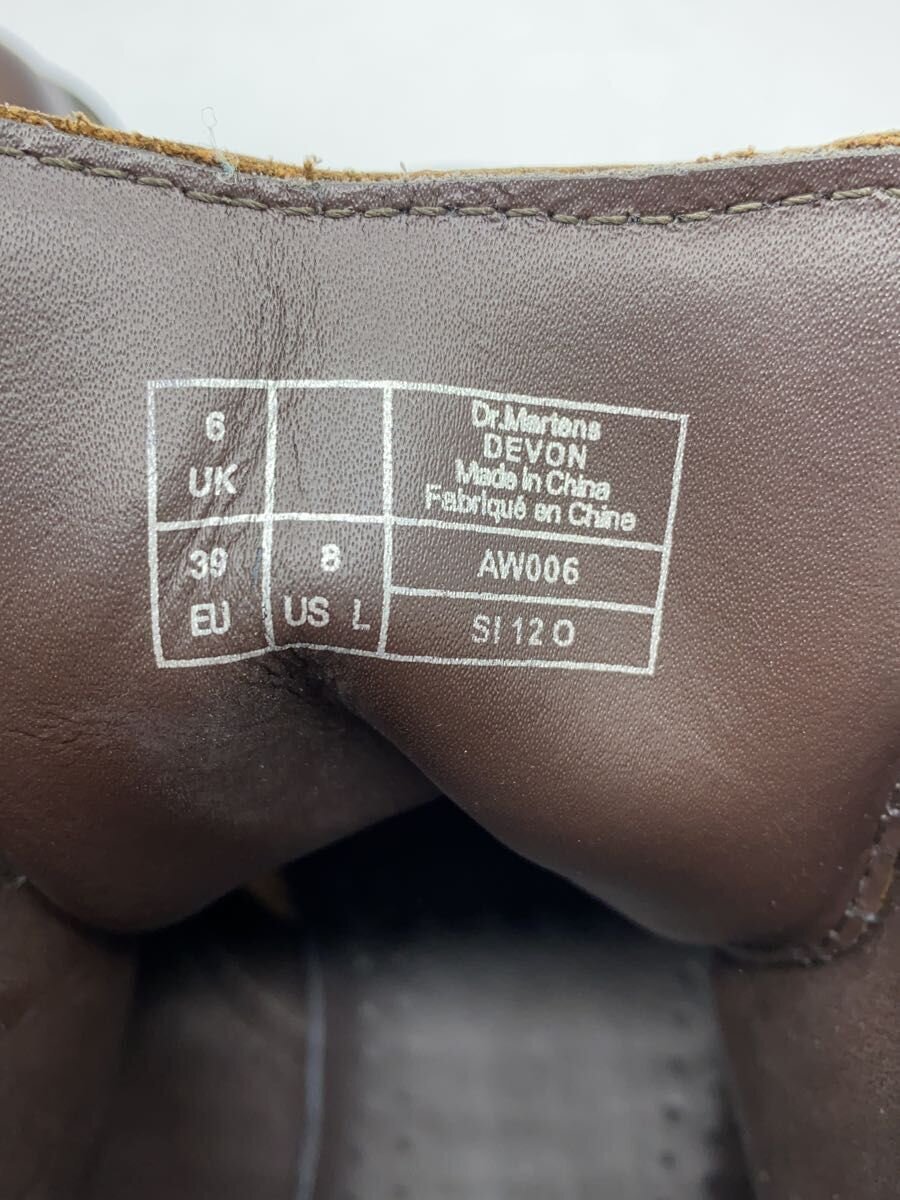 6
UK
39
EU
8
US L
Dr.Martens
DEVON
Made in China
Fabriqué en Chine
AW006
SI 12 O